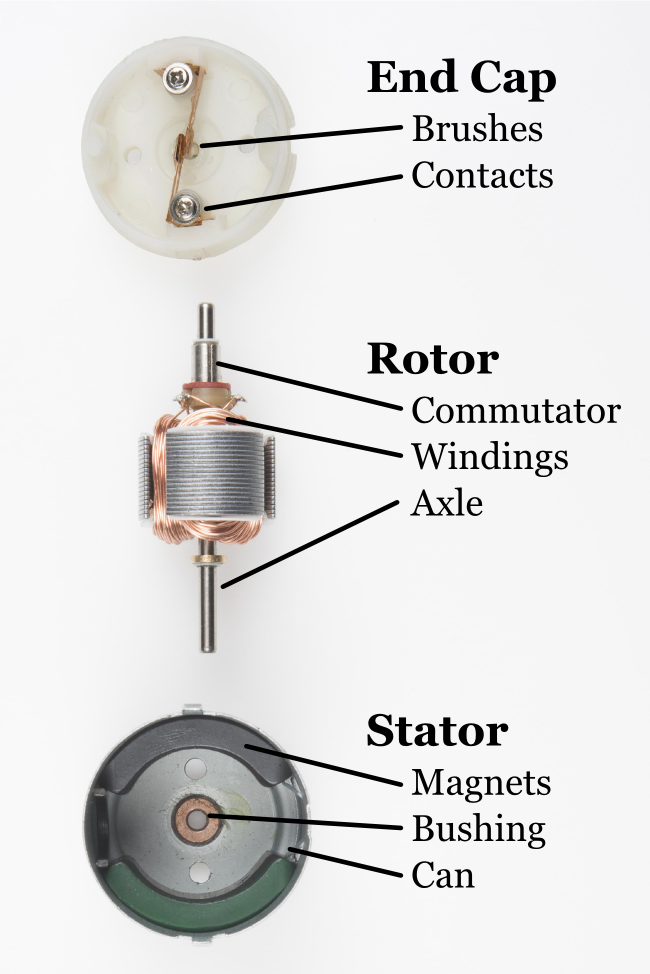 End Cap
Brushes
Contacts
Rotor
Commutator
Windings
Axle
Stator
Magnets
Bushing
Can